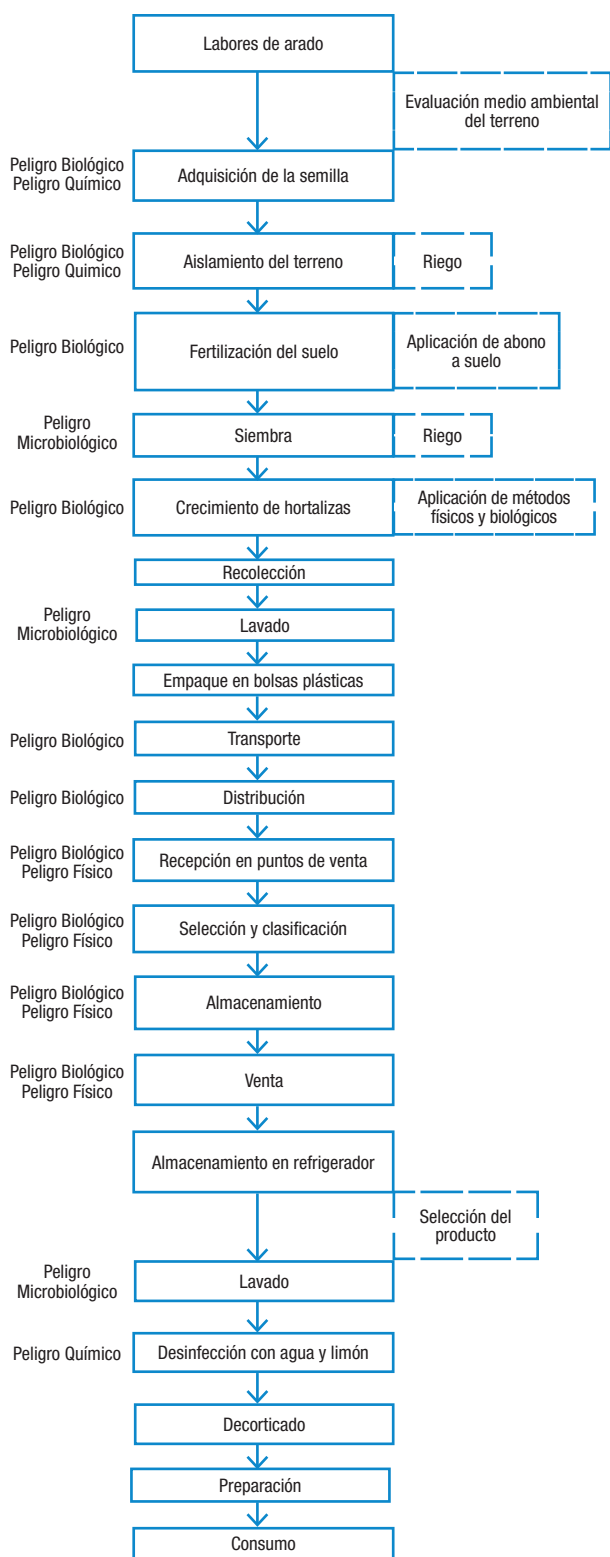 Labores de arado
Evaluación medio ambiental
del terreno
Peligro Biológico
Peligro Químico
Adquisición de la semilla
Peligro Biológico
Peligro Quimico
Aislamiento del terreno
Riego
Peligro Biológico
Fertilización del suelo
Aplicación de abono
a suelo
Peligro
Microbiológico
Siembra
Riego
Peligro Biológico
Crecimiento de hortalizas
Aplicación de métodos
físicos y biológicos
Recolección
Peligro
Microbiológico
Lavado
Empaque en bolsas plásticas
Peligro Biológico
Transporte
Peligro Biológico
Distribución
Peligro Biológico
Peligro Físico
Recepción en puntos de venta
Peligro Biológico
Peligro Físico
Selección y clasificación
Peligro Biológico
Peligro Físico
Almacenamiento
Peligro Biológico
Peligro Físico
Venta
Almacenamiento en refrigerador
Selección del
producto
Peligro
Microbiológico
Lavado
Peligro Químico
Desinfección con agua y limón
Decorticado
Preparación
Consumo